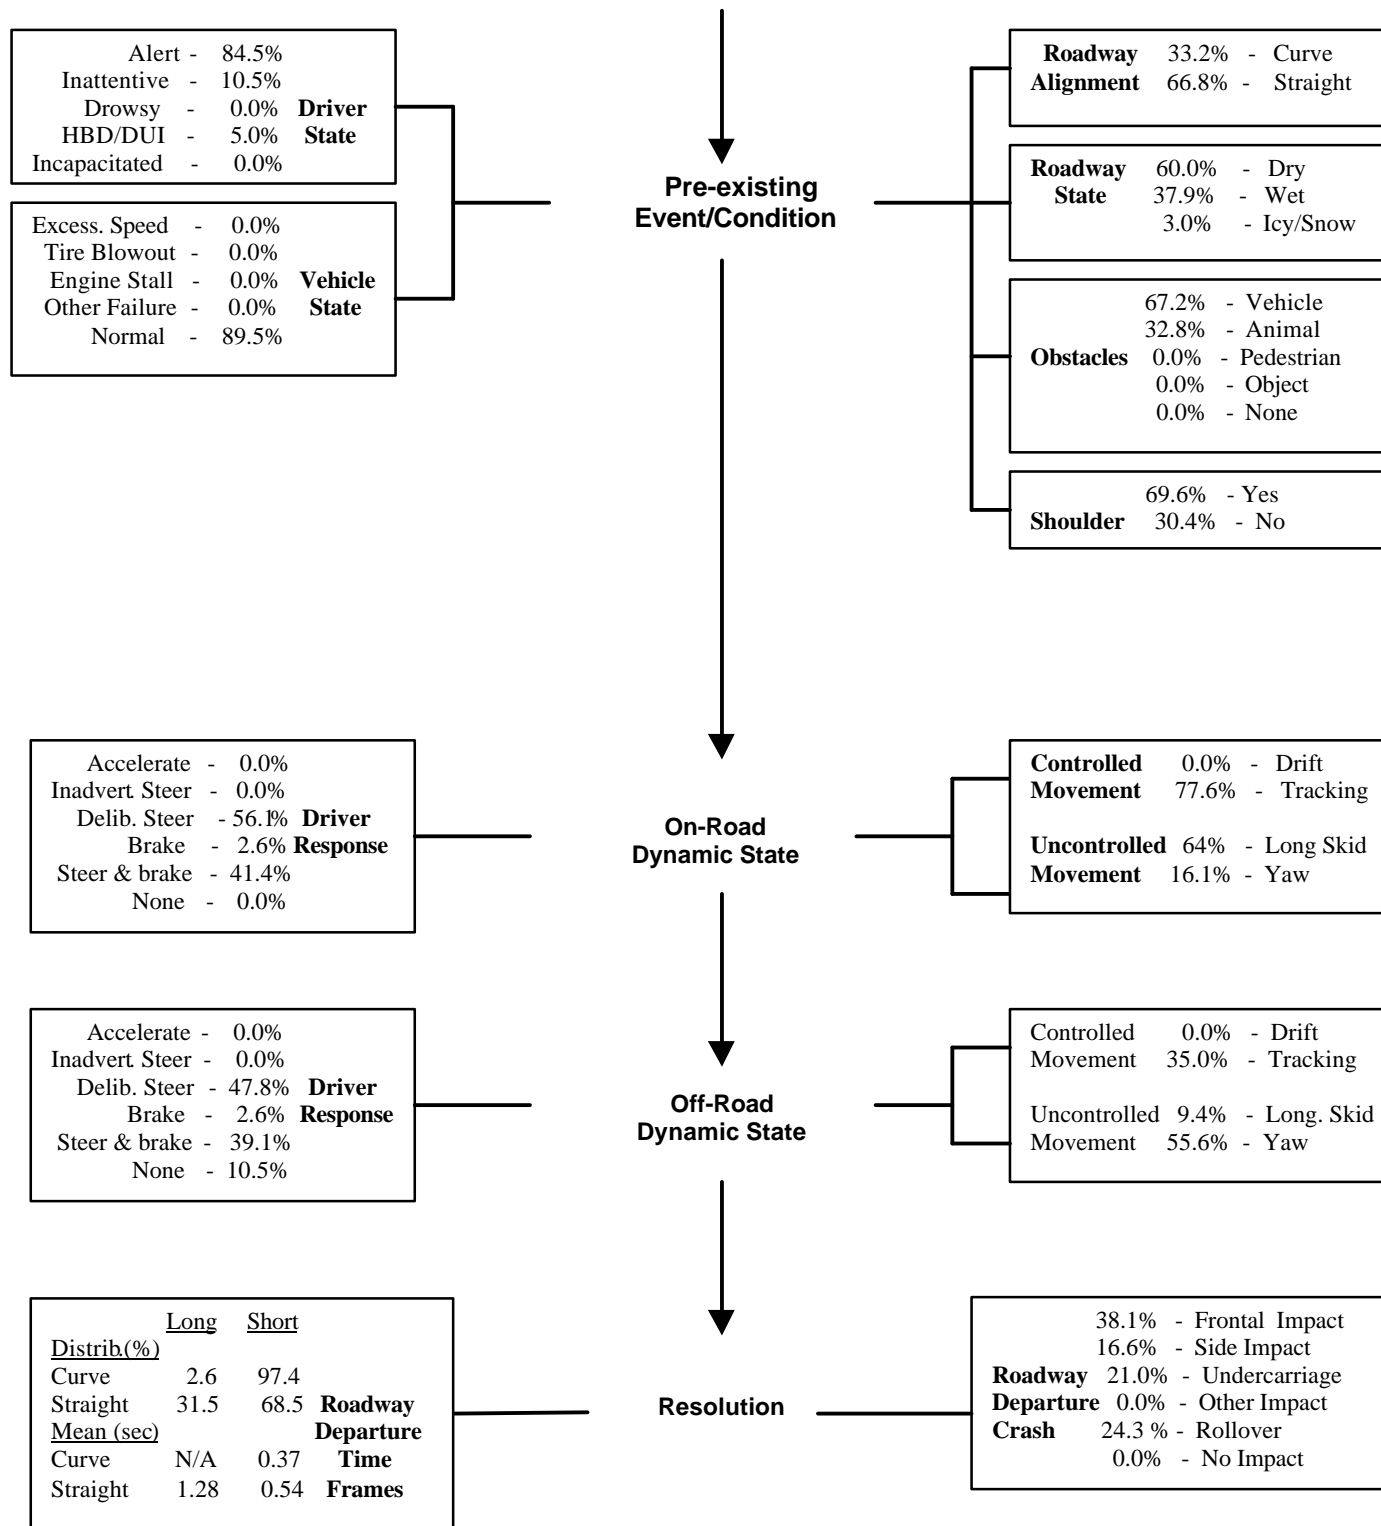 Alert - 84.5%
Inattentive - 10.5%
Drowsy - 0.0% Driver
HBD/DUI - 5.0% State
Incapacitated - 0.0%
Excess. Speed - 0.0%
Tire Blowout - 0.0%
Engine Stall - 0.0% Vehicle
Other Failure - 0.0% State
Normal - 89.5%
Pre-existing
Event/Condition
Roadway 33.2% - Curve
Alignment 66.8% - Straight
Roadway 60.0% - Dry
State 37.9% - Wet
3.0% - Icy/Snow
67.2% - Vehicle
32.8% - Animal
Obstacles 0.0% - Pedestrian
0.0% - Object
0.0% - None
69.6% - Yes
Shoulder 30.4% - No
Accelerate - 0.0%
Inadvert. Steer - 0.0%
Delib. Steer - 56.1% Driver
Brake - 2.6% Response
Steer & brake - 41.4%
None - 0.0%
On-Road
Dynamic State
Controlled 0.0% - Drift
Movement 77.6% - Tracking
Uncontrolled 64% - Long Skid
Movement 16.1% - Yaw
Accelerate - 0.0%
Inadvert. Steer - 0.0%
Delib. Steer - 47.8% Driver
Brake - 2.6% Response
Steer & brake - 39.1%
None - 10.5%
Off-Road
Dynamic State
Controlled 0.0% - Drift
Movement 35.0% - Tracking
Uncontrolled 9.4% - Long. Skid
Movement 55.6% - Yaw
Long Short
Distrib.(%)
Curve 2.6 97.4
Straight 31.5 68.5 Roadway
Mean (sec) Departure
Curve N/A 0.37 Time
Straight 1.28 0.54 Frames
Resolution
38.1% - Frontal Impact
16.6% - Side Impact
Roadway 21.0% - Undercarriage
Departure 0.0% - Other Impact
Crash 24.3 % - Rollover
0.0% - No Impact